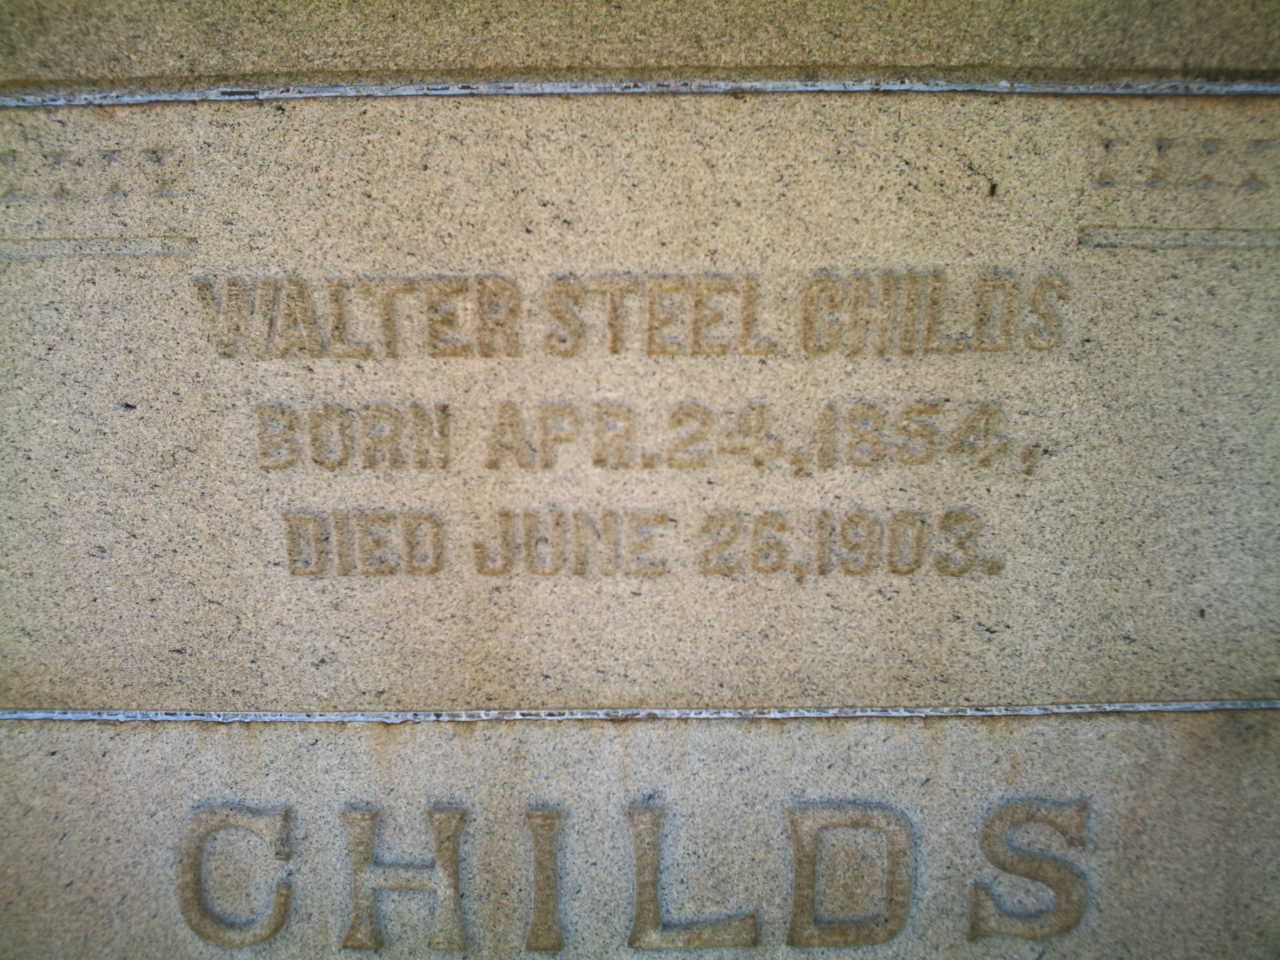 WALTER STEEL CHILDS
BORN APR. 24, 1854,
DIED JUNE 26, 1903.
CHILDS